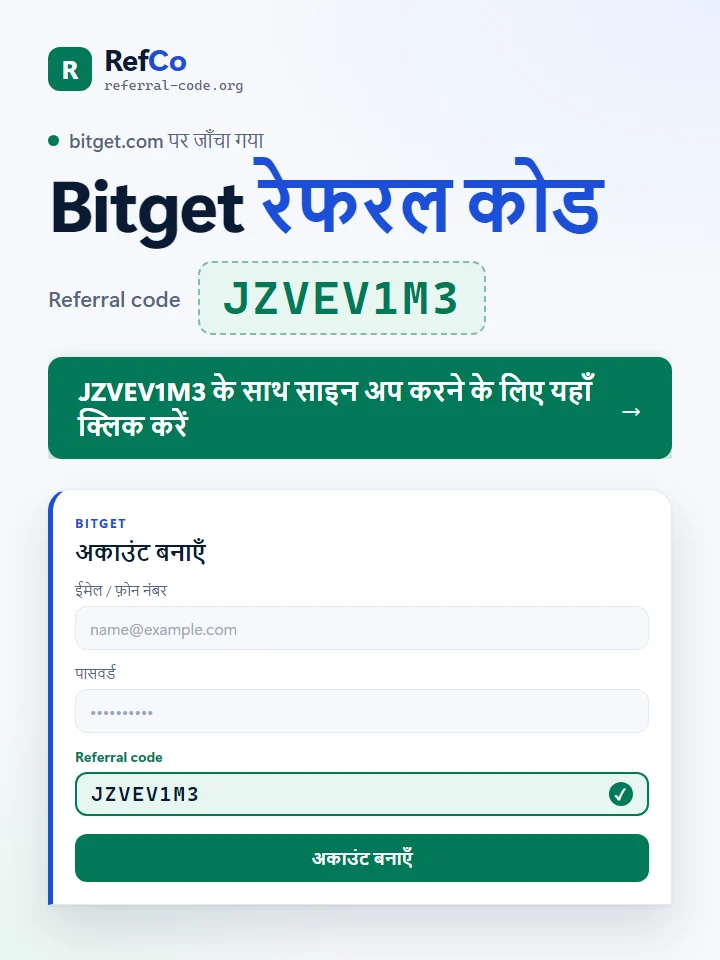 R
RefCo
referral-code.org
bitget.com पर जाँचा गया
Bitget रेफरल कोड
Referral code
JZVEV1M3
JZVEV1M3 के साथ साइन अप करने के लिए यहाँ
क्लिक करें
→
BITGET
अकाउंट बनाएँ
ईमेल / फ़ोन नंबर
name@example.com
पासवर्ड
••••••••••
Referral code
JZVEV1M3
✓
अकाउंट बनाएँ